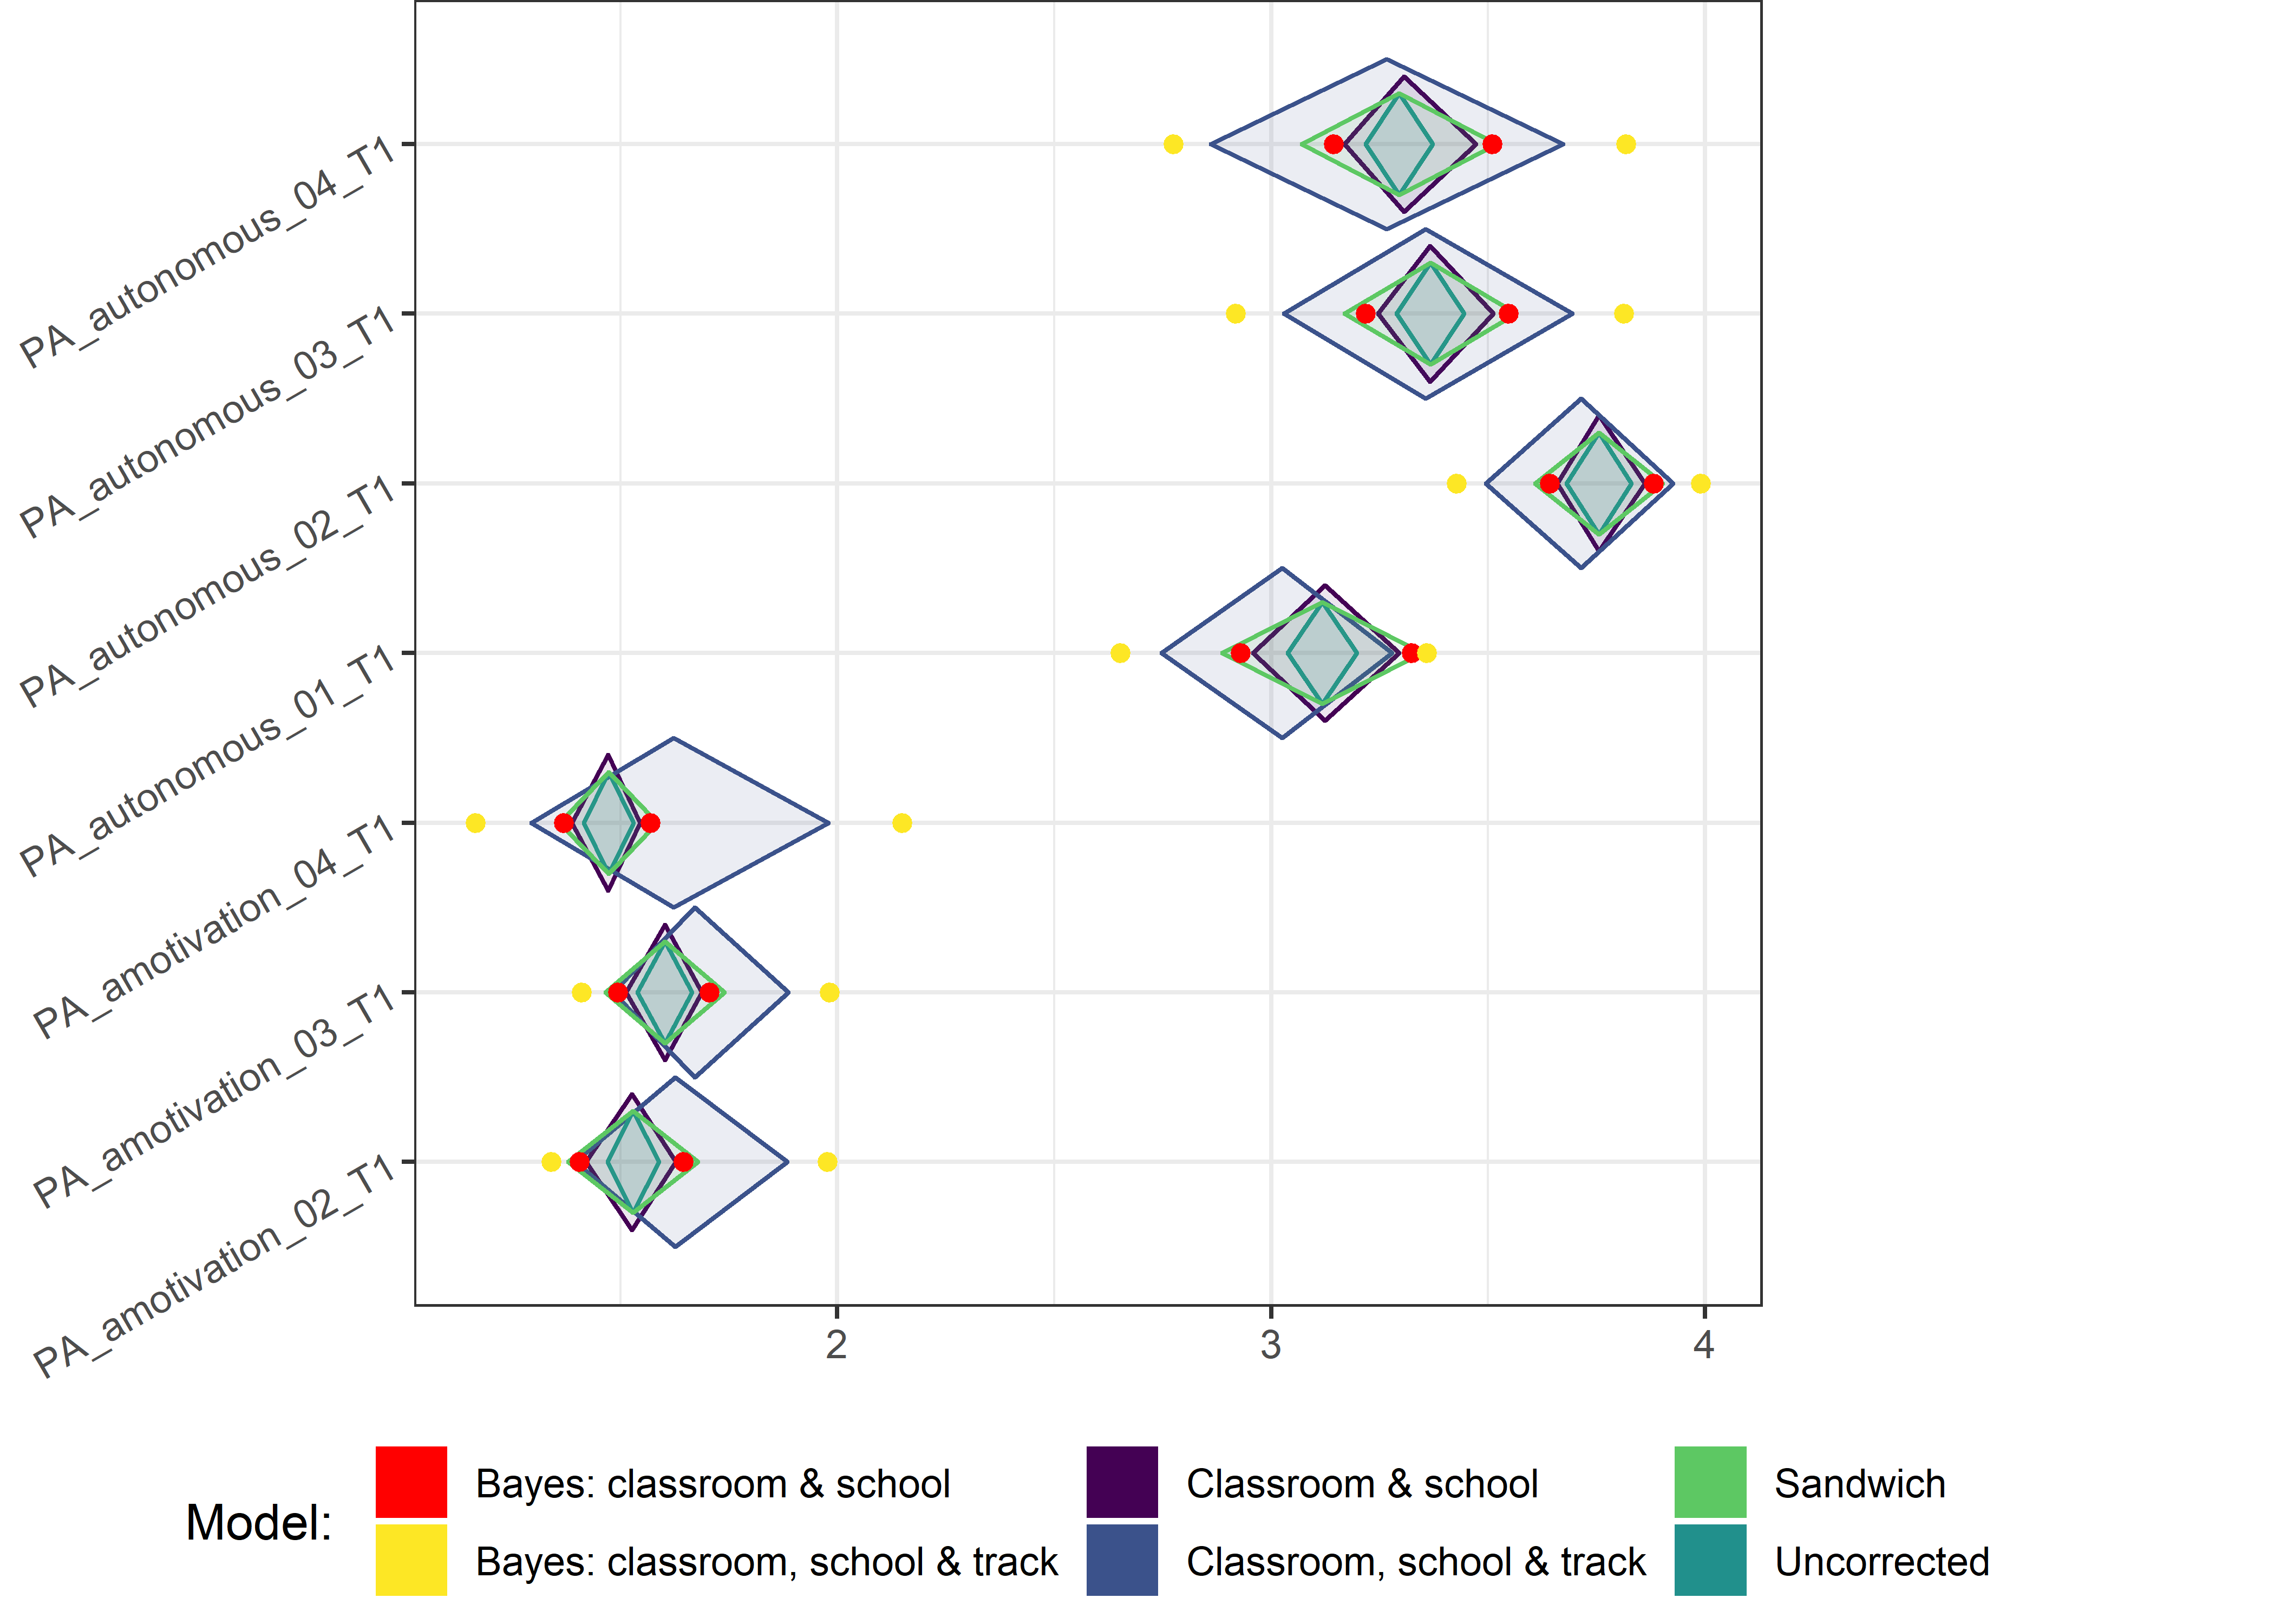 PA_autonomous_04_T1
PA_autonomous_03_T1
PA_autonomous_02_T1
PA_autonomous_01_T1
PA_amotivation_04_T1
PA_amotivation_03_T1
PA_amotivation_02_T1
2 3 4
Model:
Bayes: classroom & school
Classroom & school
Sandwich
Bayes: classroom, school & track
Classroom, school & track
Uncorrected